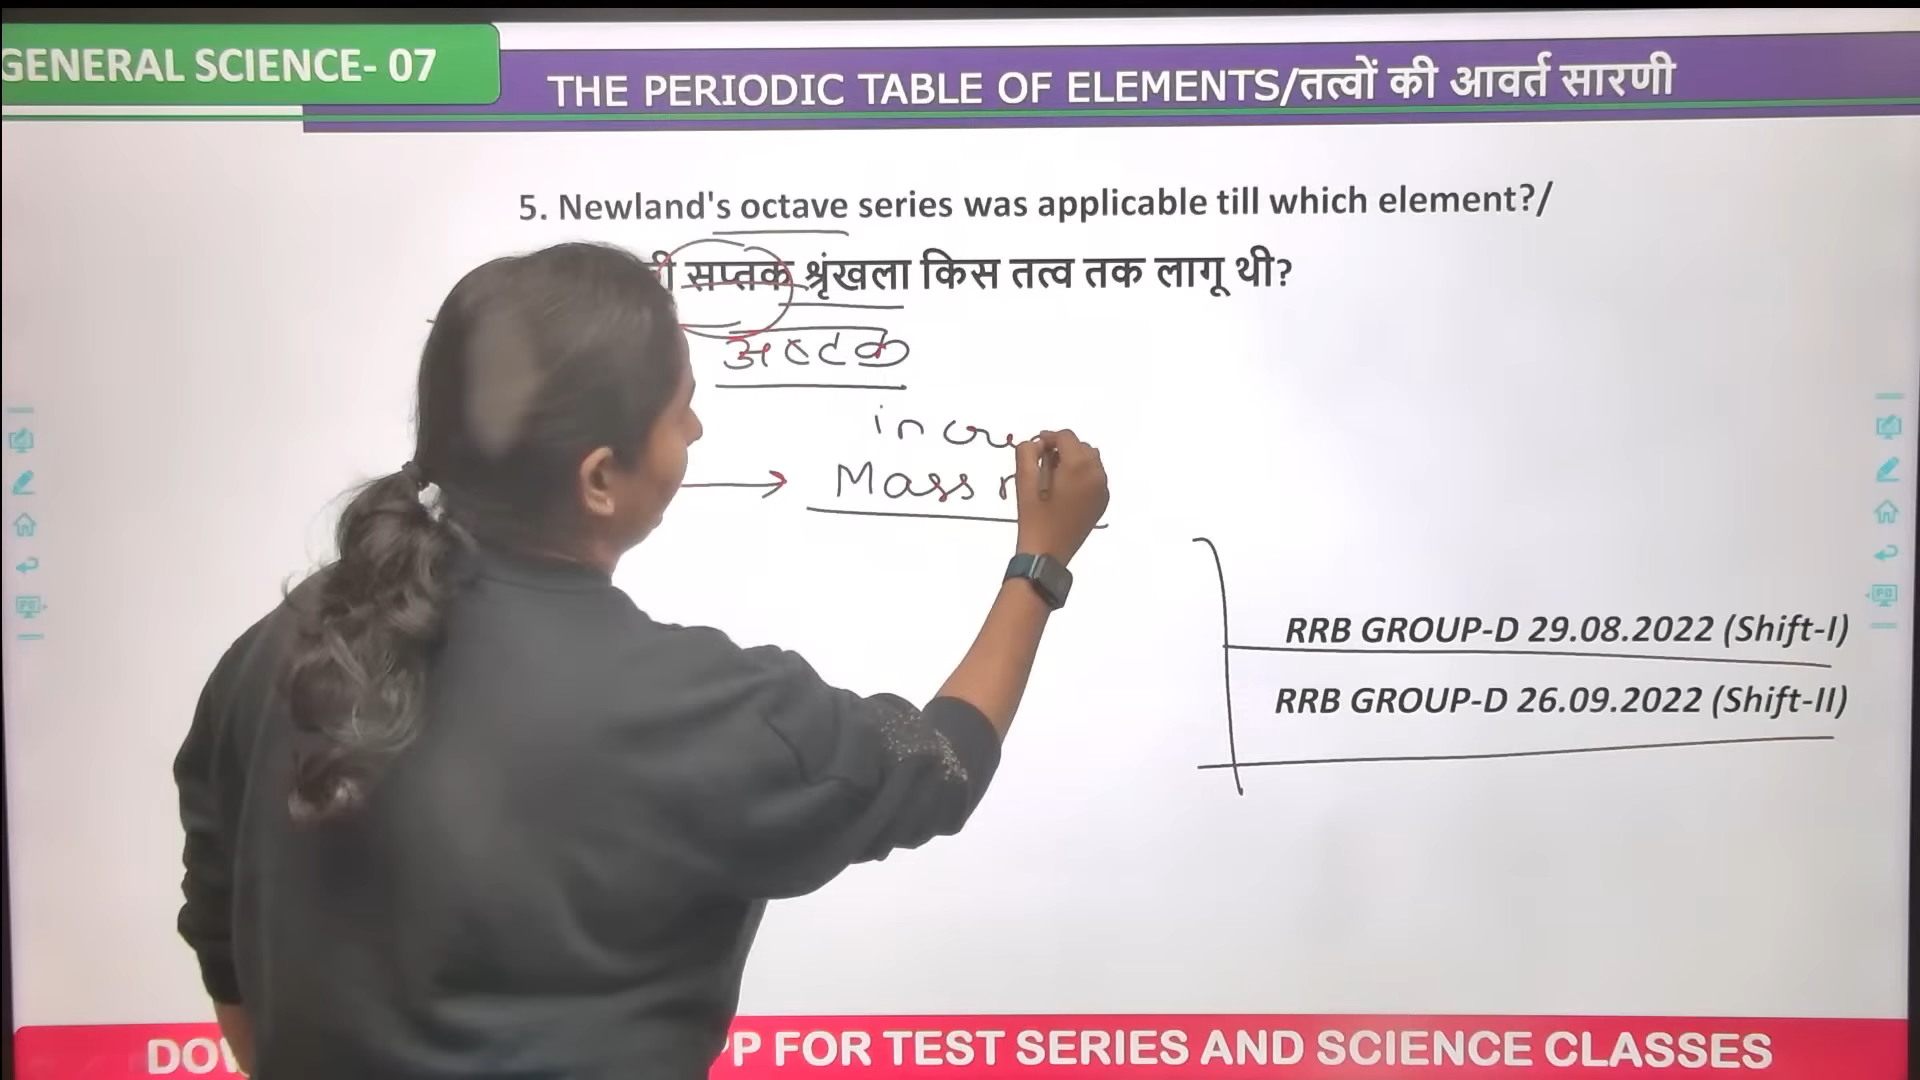 GENERAL SCIENCE- 07
THE PERIODIC TABLE OF ELEMENTS/तत्वों की आवर्त सारणी
5. Newland's octave series was applicable till which element?/
सप्तक श्रृंखला किस तत्व तक लागू थी?
अष्टक
incre
Mass
RRB GROUP-D 29.08.2022 (Shift-I)
RRB GROUP-D 26.09.2022 (Shift-II)
FOR TEST SERIES AND SCIENCE CLASSES